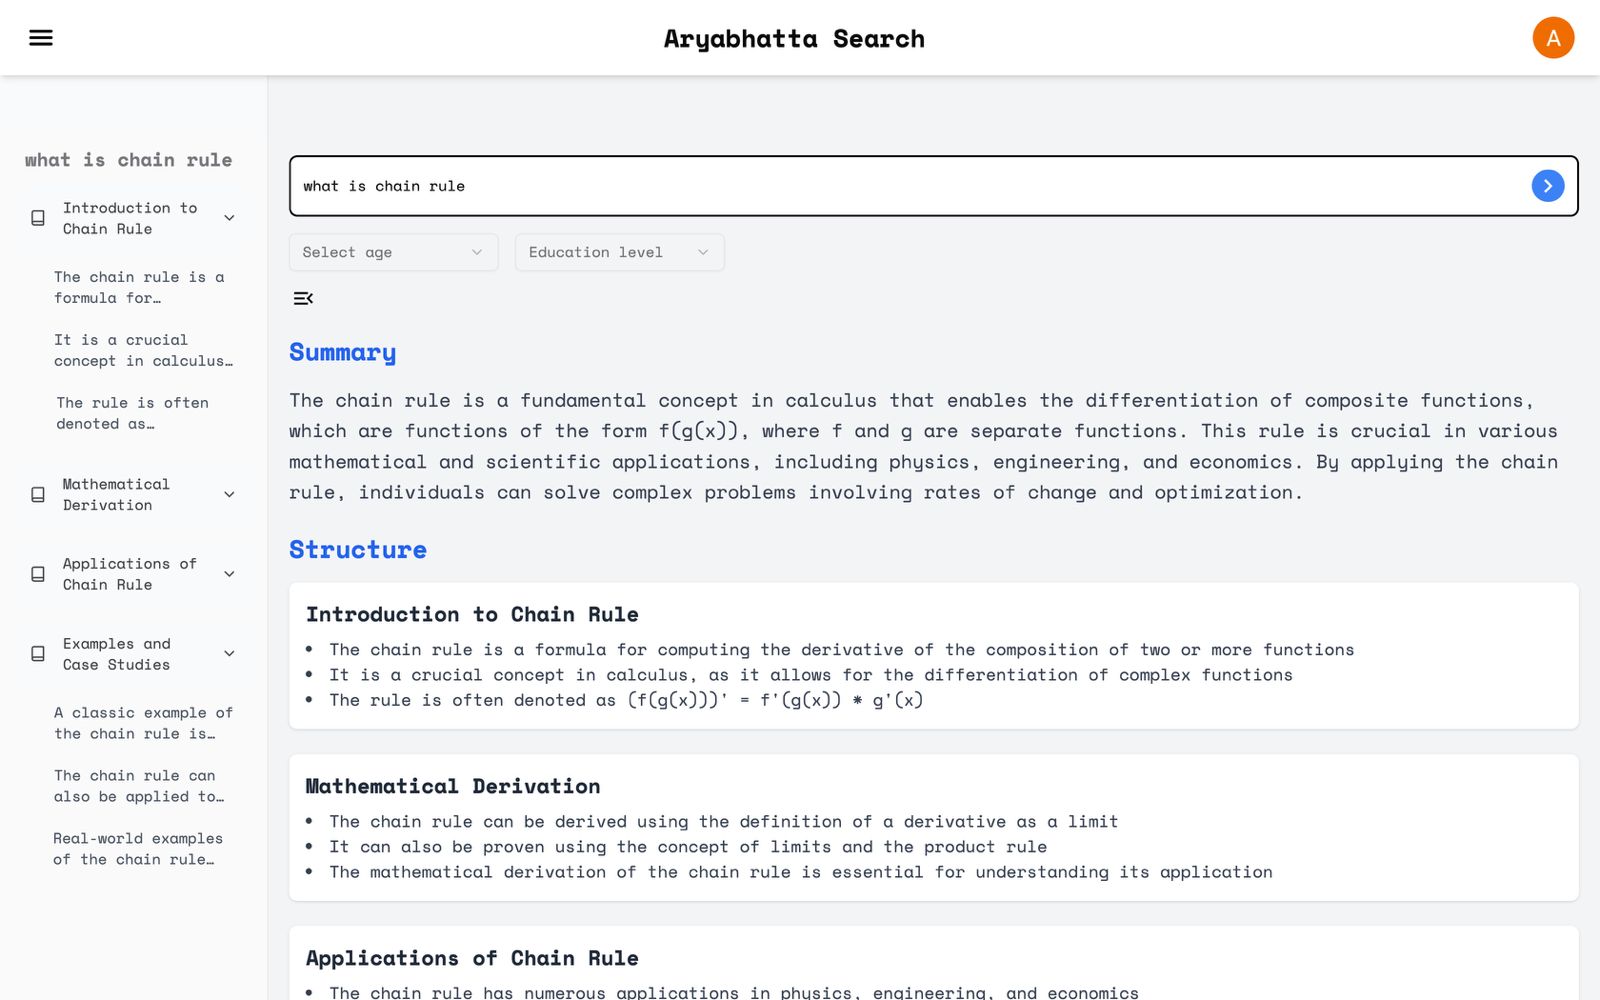 Aryabhatta Search
A
what is chain rule
Introduction to
Chain Rule
The chain rule is a
formula for…
It is a crucial
concept in calculus…
The rule is often
denoted as…
Mathematical
Derivation
Applications of
Chain Rule
Examples and
Case Studies
A classic example of
the chain rule is…
The chain rule can
also be applied to…
Real-world examples
of the chain rule…
what is chain rule
Select age
Education level
Summary
The chain rule is a fundamental concept in calculus that enables the differentiation of composite functions,
which are functions of the form f(g(x)), where f and g are separate functions. This rule is crucial in various
mathematical and scientific applications, including physics, engineering, and economics. By applying the chain
rule, individuals can solve complex problems involving rates of change and optimization.
Structure
Introduction to Chain Rule
• The chain rule is a formula for computing the derivative of the composition of two or more functions
• It is a crucial concept in calculus, as it allows for the differentiation of complex functions
• The rule is often denoted as (f(g(x)))' = f'(g(x)) * g'(x)
Mathematical Derivation
• The chain rule can be derived using the definition of a derivative as a limit
• It can also be proven using the concept of limits and the product rule
• The mathematical derivation of the chain rule is essential for understanding its application
Applications of Chain Rule
• The chain rule has numerous applications in physics, engineering, and economics